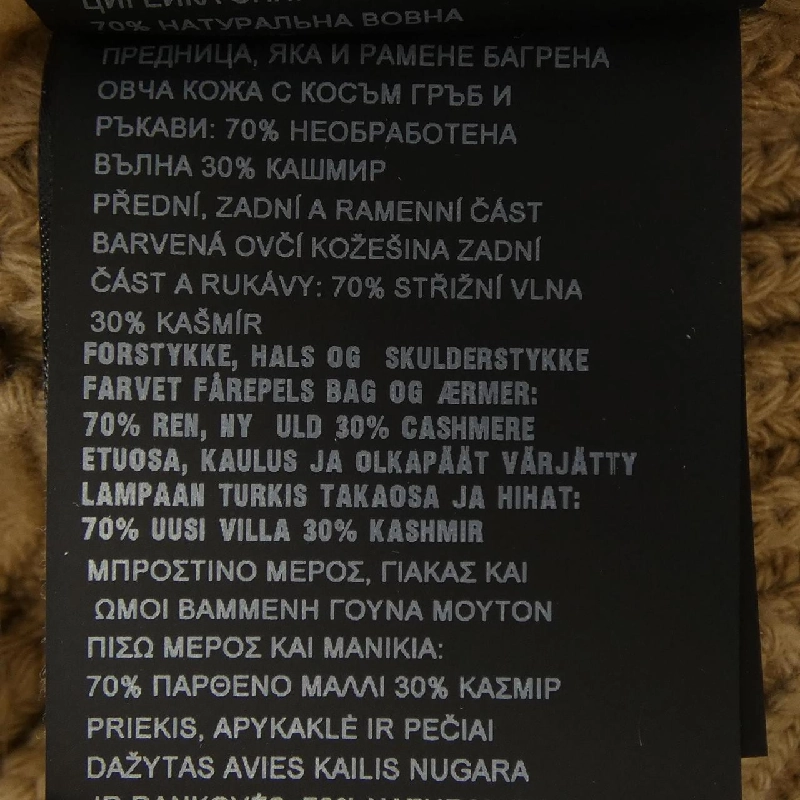 70% НАТУРАЛЬНА ВОВНА
ПРЕДНИЦА, ЯКА И РАМЕНЕ БАГРЕНА
ОВЧА КОЖА С КОСЪМ ГРЪБ И
РЪКАВИ: 70% НЕОБРАБОТЕНА
ВЪЛНА 30% КАШМИР
PŘEDNÍ, ZADNÍ A RAMENNÍ ČÁST
BARVENÁ OVČÍ KOŽEŠINA ZADNÍ
ČÁST A RUKÁVY: 70% STŘIŽNÍ VLNA
30% KAŠMÍR
FORSTYKKE, HALS OG SKULDERSTYKKE
FARVET FÅREPELS BAG OG ÆRMER:
70% REN, NY ULD 30% CASHMERE
ETUOSA, KAULUS JA OLKAPÄÄT VÄRJÄTTY
LAMPAAN TURKIS TAKAOSA JA HIHAT:
70% UUSI VILLA 30% KASHMIR
ΜΠΡΟΣΤΙΝΟ ΜΕΡΟΣ, ΓΙΑΚΑΣ ΚΑΙ
ΩΜΟΙ ΒΑΜΜΕΝΗ ΓΟΥΝΑ ΜΟΥΤΟΝ
ΠΙΣΩ ΜΕΡΟΣ ΚΑΙ ΜΑΝΙΚΙΑ:
70% ΠΑΡΘΕΝΟ ΜΑΛΛΙ 30% ΚΑΣΜΙΡ
PRIEKIS, APYKAKLĖ IR PEČIAI
DAŽYTAS AVIES KAILIS NUGARA